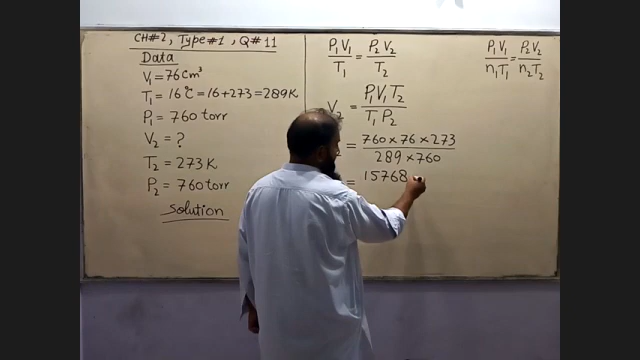 CH#2, Type#1, Q#11
Data
V₁ = 76 Cm³
T₁ = 16°C = 16+273 = 289K
P₁ = 760 torr
V₂ = ?
T₂ = 273 K
P₂ = 760 torr
Solution
P₁V₁/T₁ = P₂V₂/T₂
V₂ = P₁V₁T₂/T₁P₂
= 760 × 76 × 273/289 × 760
= 15768
P₁V₁/n₁T₁ = P₂V₂/n₂T₂